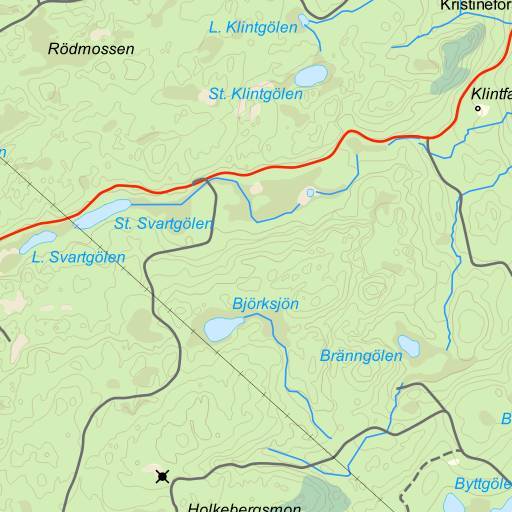 Kristinefor
L. Klintgölen
Rödmossen
St. Klintgölen
Klintfa
n
St. Svartgölen
L. Svartgölen
Björksjön
Bränngölen
B
Byttgöle
Holkebergsmon